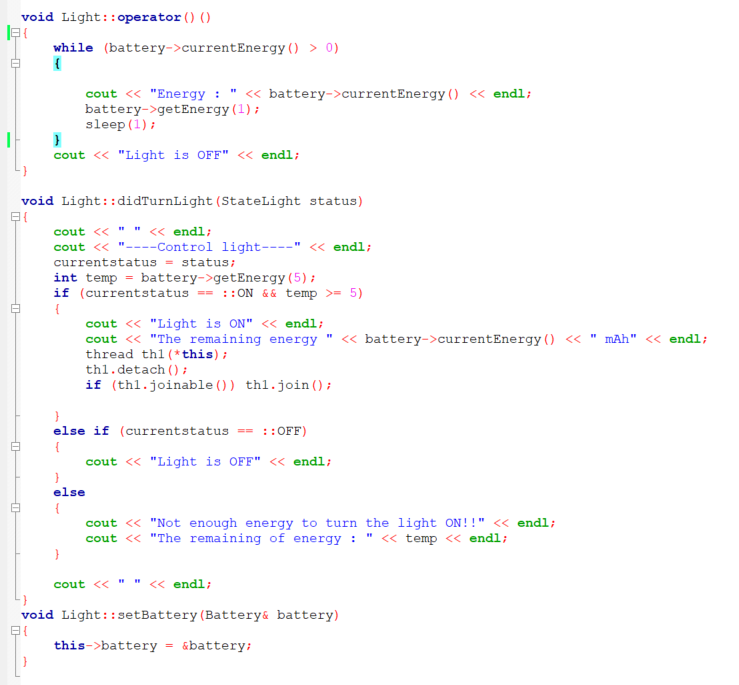 void Light::operator()()
{
    while (battery->currentEnergy() > 0)
    {
        cout << "Energy : " << battery->currentEnergy() << endl;
        battery->getEnergy(1);
        sleep(1);
    }
    cout << "Light is OFF" << endl;
}
void Light::didTurnLight(StateLight status)
{
    cout << " " << endl;
    cout << "----Control light----" << endl;
    currentstatus = status;
    int temp = battery->getEnergy(5);
    if (currentstatus == ::ON && temp >= 5)
    {
        cout << "Light is ON" << endl;
        cout << "The remaining energy " << battery->currentEnergy() << " mAh" << endl;
        thread th1(*this);
        th1.detach();
        if (th1.joinable()) th1.join();
    }
    else if (currentstatus == ::OFF)
    {
        cout << "Light is OFF" << endl;
    }
    else
    {
        cout << "Not enough energy to turn the light ON!!" << endl;
        cout << "The remaining of energy : " << temp << endl;
    }
    cout << " " << endl;
}
void Light::setBattery(Battery& battery)
{
    this->battery = &battery;
}